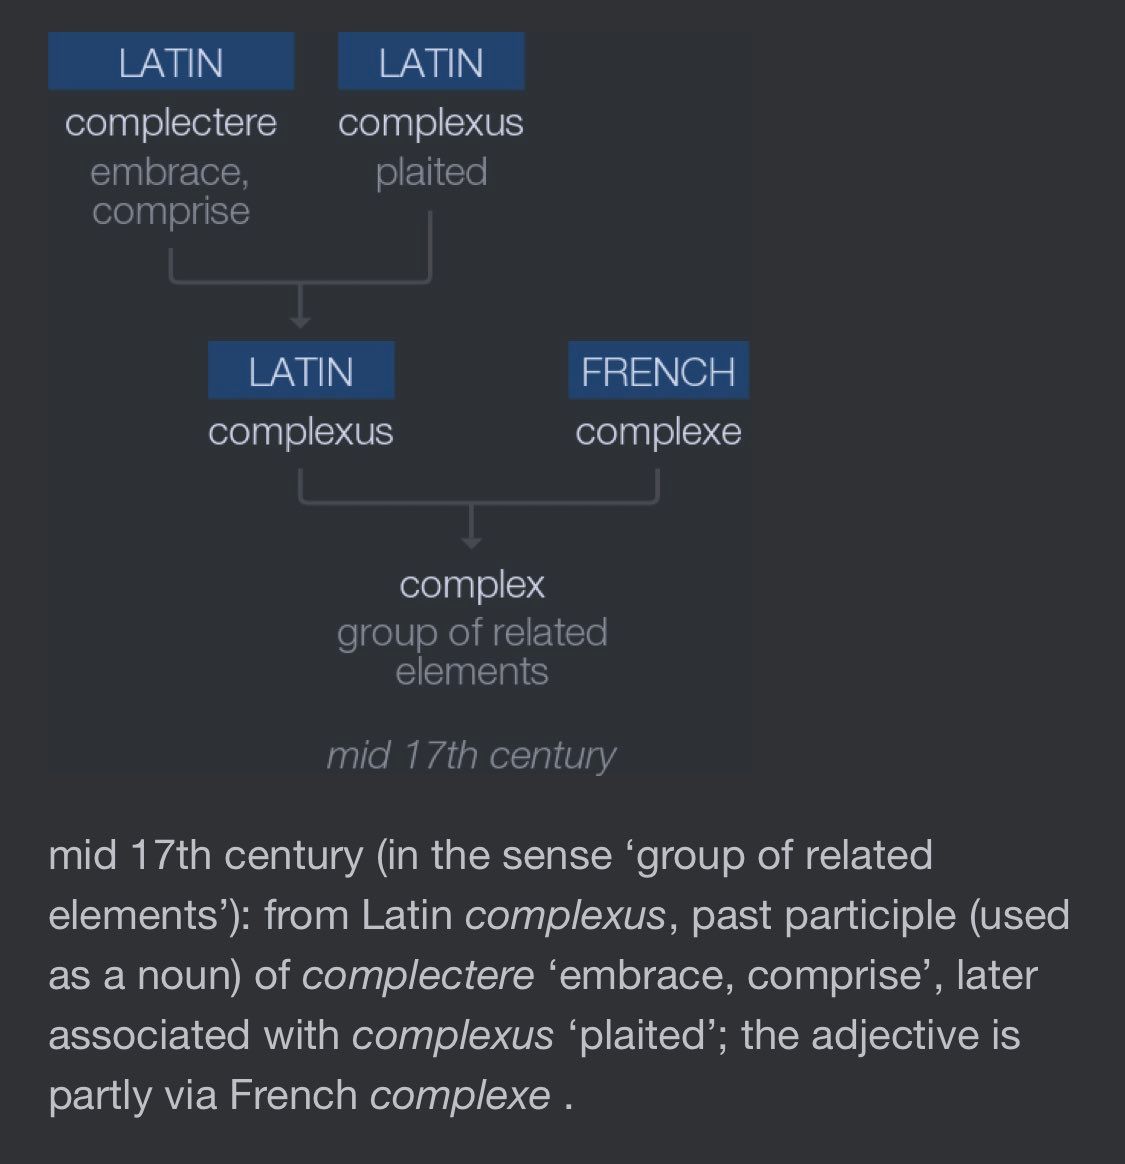 LATIN LATIN
complectere complexus
embrace, plaited
comprise
LATIN FRENCH
complexus complexe
complex
group of related
elements
mid 17th century
mid 17th century (in the sense ‘group of related
elements’): from Latin complexus, past participle (used
as a noun) of complectere ‘embrace, comprise’, later
associated with complexus ‘plaited’; the adjective is
partly via French complexe .